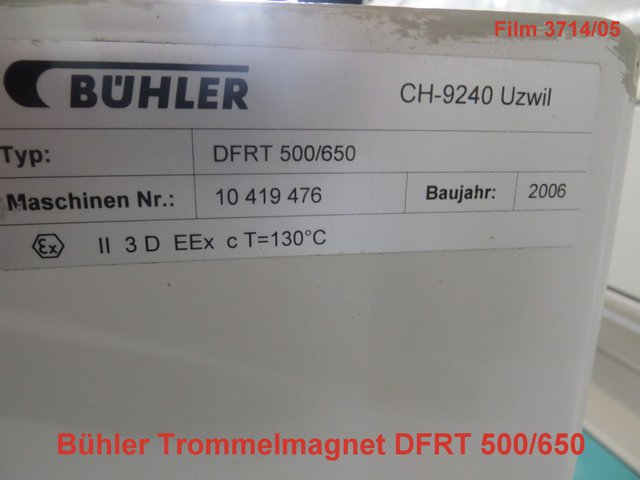 Film 3714/05
BÜHLER
CH-9240 Uzwil
Typ: DFRT 500/650
Maschinen Nr.: 10 419 476 Baujahr: 2006
Ex II 3 D EEx c T=130°C
Bühler Trommelmagnet DFRT 500/650